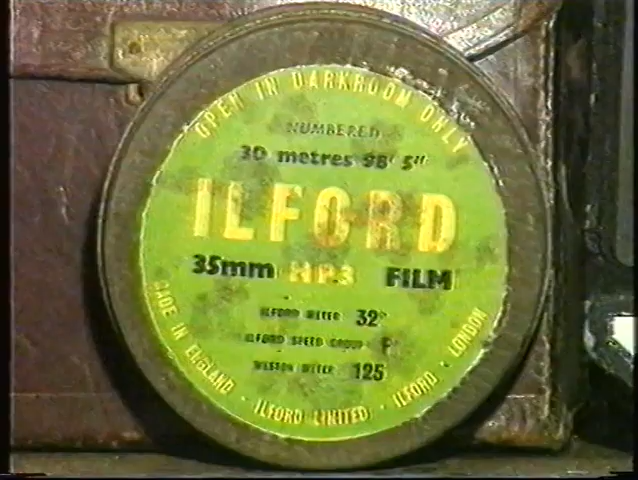 OPEN IN DARKROOM ONLY
NUMBERED
30 metres 98' 5"
ILFORD
35mm HP3 FILM
ILFORD METER 32°
ILFORD SPEED GROUP F
WESTON METER 125
MADE IN ENGLAND · ILFORD LIMITED · ILFORD · LONDON